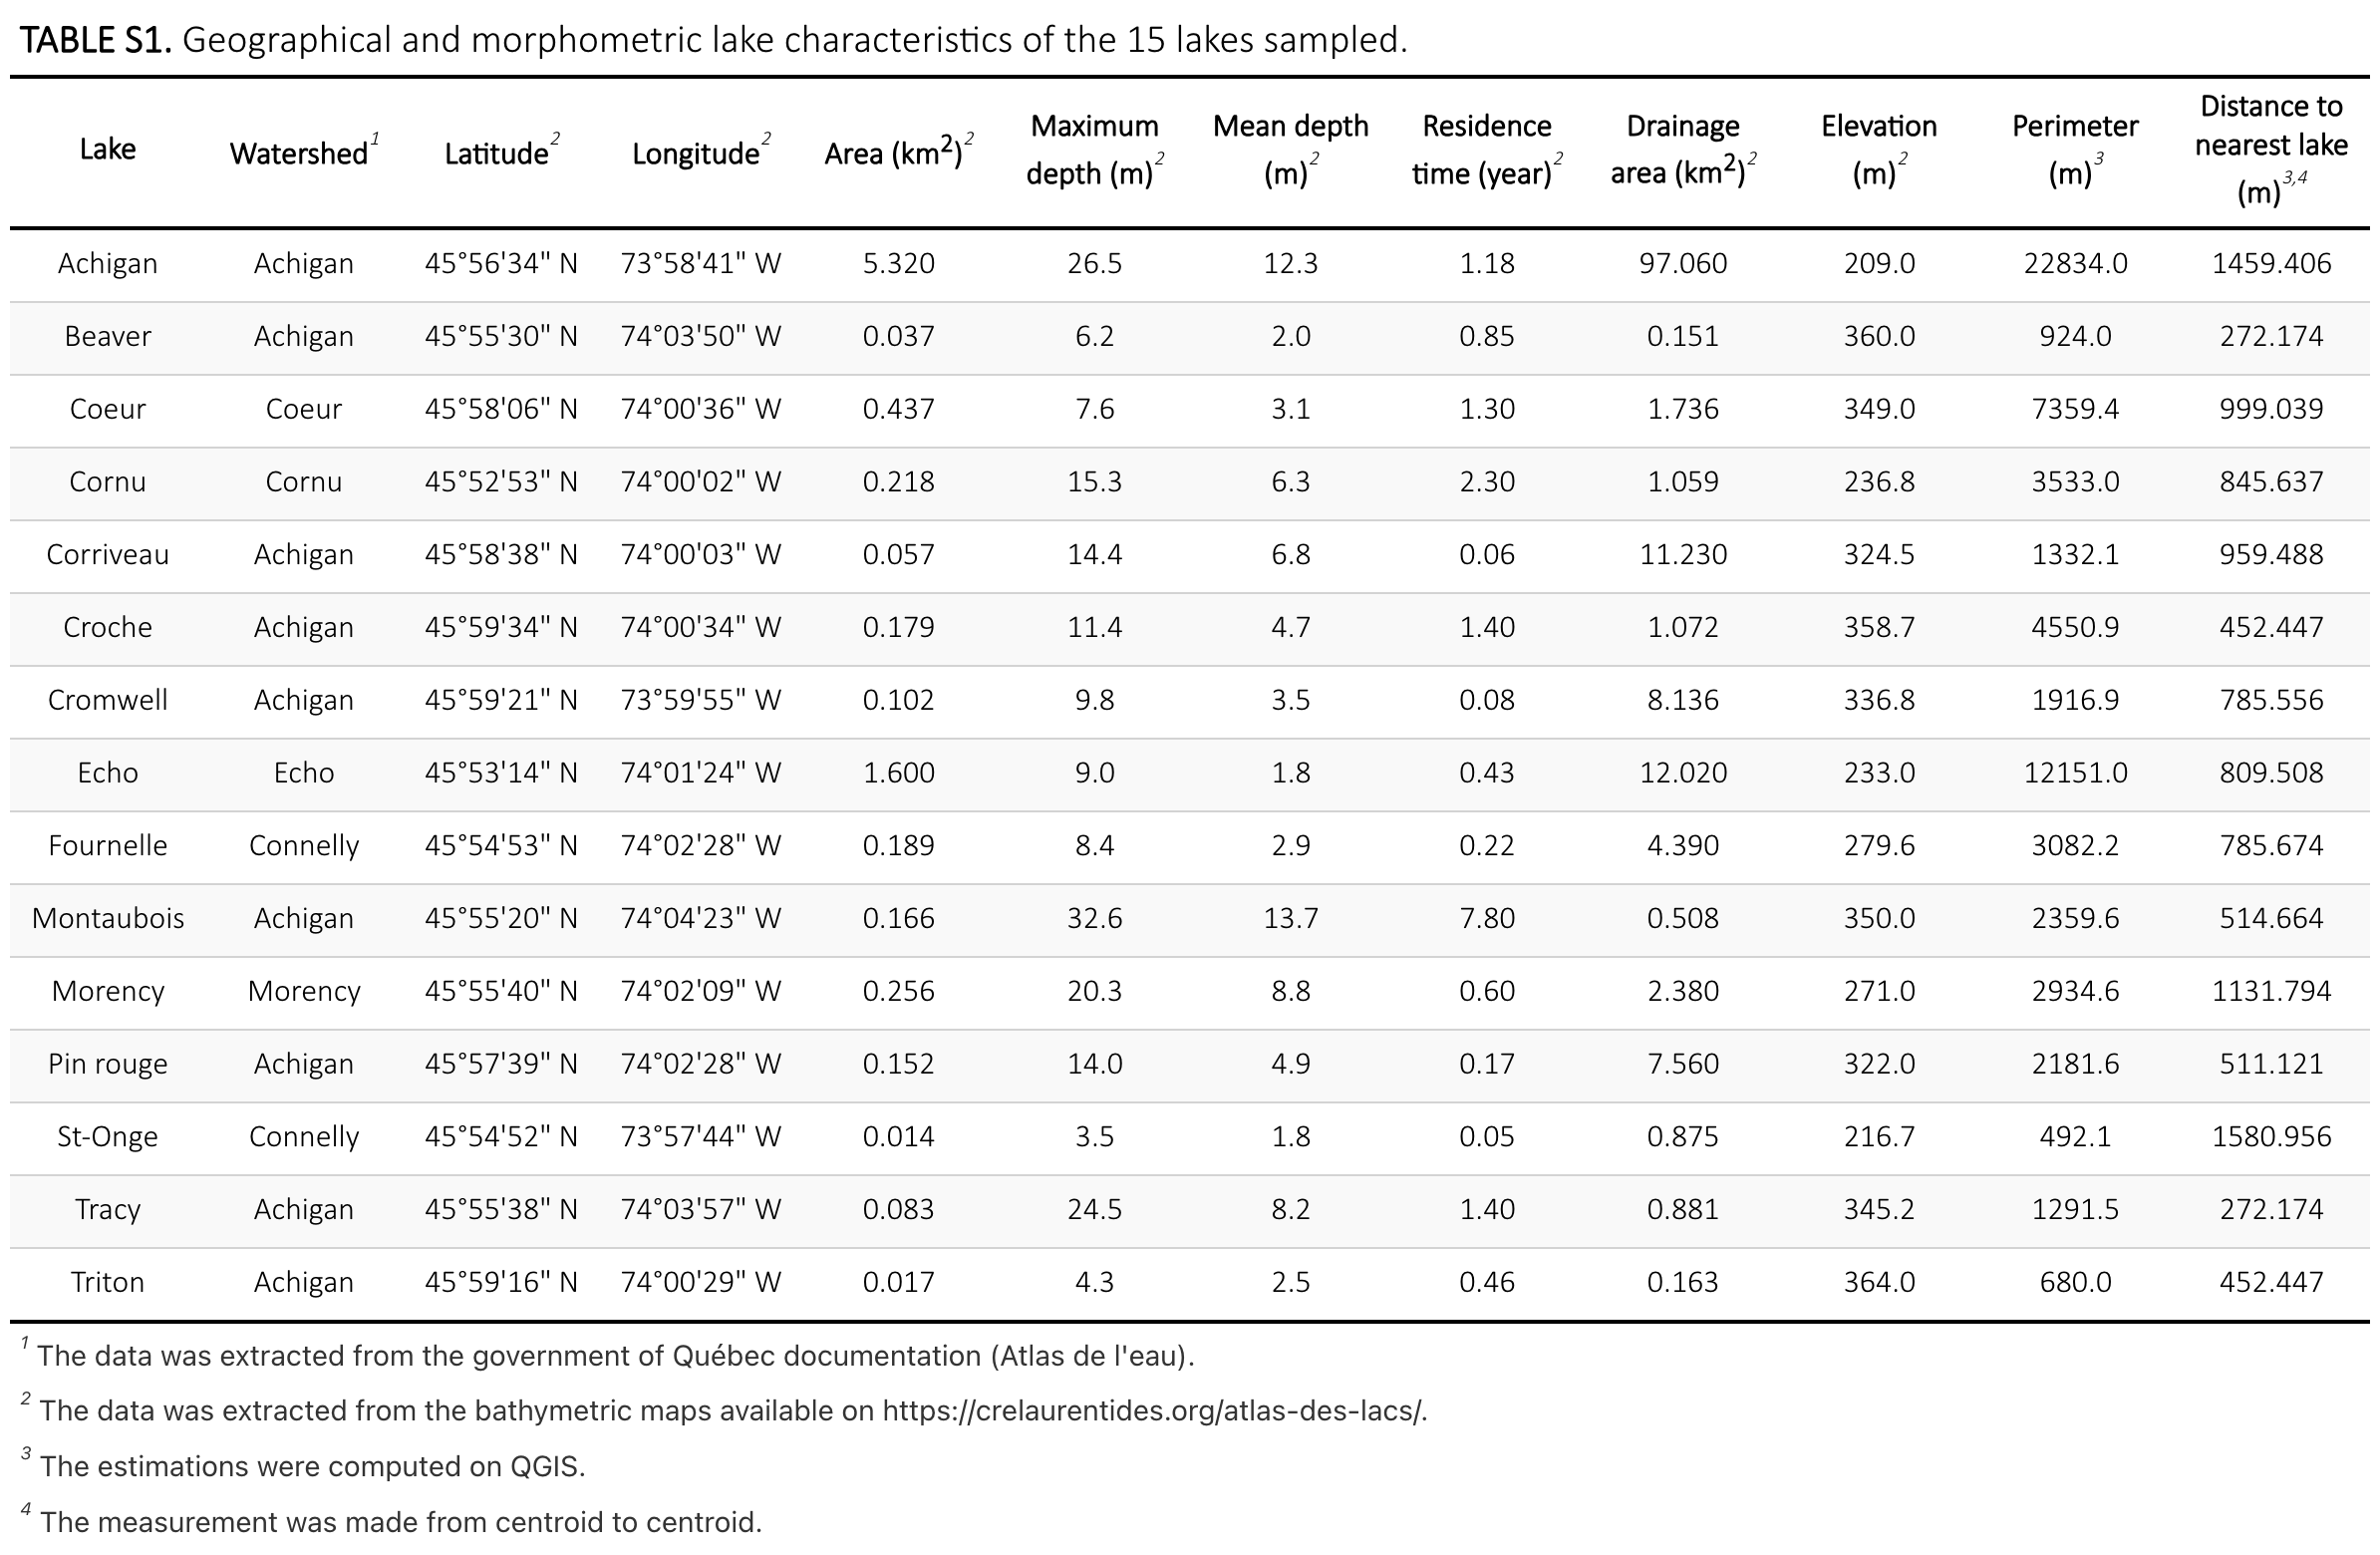 TABLE S1. Geographical and morphometric lake characteristics of the 15 lakes sampled.
Lake Watershed1 Latitude2 Longitude2 Area (km2)2 Maximum depth (m)2 Mean depth (m)2 Residence time (year)2 Drainage area (km2)2 Elevation (m)2 Perimeter (m)3 Distance to nearest lake (m)3,4
Achigan Achigan 45°56'34" N 73°58'41" W 5.320 26.5 12.3 1.18 97.060 209.0 22834.0 1459.406
Beaver Achigan 45°55'30" N 74°03'50" W 0.037 6.2 2.0 0.85 0.151 360.0 924.0 272.174
Coeur Coeur 45°58'06" N 74°00'36" W 0.437 7.6 3.1 1.30 1.736 349.0 7359.4 999.039
Cornu Cornu 45°52'53" N 74°00'02" W 0.218 15.3 6.3 2.30 1.059 236.8 3533.0 845.637
Corriveau Achigan 45°58'38" N 74°00'03" W 0.057 14.4 6.8 0.06 11.230 324.5 1332.1 959.488
Croche Achigan 45°59'34" N 74°00'34" W 0.179 11.4 4.7 1.40 1.072 358.7 4550.9 452.447
Cromwell Achigan 45°59'21" N 73°59'55" W 0.102 9.8 3.5 0.08 8.136 336.8 1916.9 785.556
Echo Echo 45°53'14" N 74°01'24" W 1.600 9.0 1.8 0.43 12.020 233.0 12151.0 809.508
Fournelle Connelly 45°54'53" N 74°02'28" W 0.189 8.4 2.9 0.22 4.390 279.6 3082.2 785.674
Montaubois Achigan 45°55'20" N 74°04'23" W 0.166 32.6 13.7 7.80 0.508 350.0 2359.6 514.664
Morency Morency 45°55'40" N 74°02'09" W 0.256 20.3 8.8 0.60 2.380 271.0 2934.6 1131.794
Pin rouge Achigan 45°57'39" N 74°02'28" W 0.152 14.0 4.9 0.17 7.560 322.0 2181.6 511.121
St-Onge Connelly 45°54'52" N 73°57'44" W 0.014 3.5 1.8 0.05 0.875 216.7 492.1 1580.956
Tracy Achigan 45°55'38" N 74°03'57" W 0.083 24.5 8.2 1.40 0.881 345.2 1291.5 272.174
Triton Achigan 45°59'16" N 74°00'29" W 0.017 4.3 2.5 0.46 0.163 364.0 680.0 452.447
1 The data was extracted from the government of Québec documentation (Atlas de l'eau).
2 The data was extracted from the bathymetric maps available on https://crelaurentides.org/atlas-des-lacs/.
3 The estimations were computed on QGIS.
4 The measurement was made from centroid to centroid.